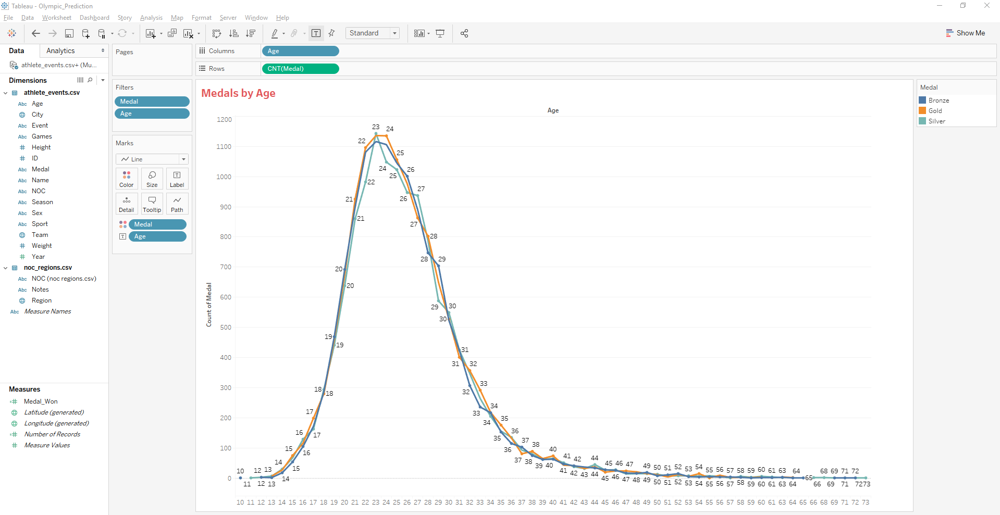 Tableau - Olympic_Prediction
File Data Worksheet Dashboard Story Analysis Map Format Server Window Help
Standard
Show Me
Data Analytics
athlete_events.csv+ (Mu...
Dimensions
athlete_events.csv
Abc Age
City
Abc Event
Abc Games
Height
ID
Abc Medal
Abc Name
Abc NOC
Abc Season
Abc Sex
Abc Sport
Team
Weight
Year
noc_regions.csv
Abc NOC (noc regions.csv)
Abc Notes
Region
Abc Measure Names
Measures
Medal_Won
Latitude (generated)
Longitude (generated)
Number of Records
Measure Values
Pages
Filters
Medal
Age
Marks
Line
Color Size Label
Detail Tooltip Path
Medal
Age
Columns Age
Rows CNT(Medal)
Medals by Age
Age
Count of Medal
1200
1100
1000
900
800
700
600
500
400
300
200
100
0
23 24
22
25
24 25 26
22
26 27
21
21
27
28
28 29
20
20
29 30
30
19
19
31
31 32
18
18
33
32
17
33 34
17
34 35
16
35 36
15
16
36 37 38
14
15
37 38 39 40
40
10 12 13
11 12 13 14
41 42 44 45 46 47 49 50 51 52 53 54 55 56 57 58 59 60 61 63 64 68 69 71 72
41 42 43 44 45 46 47 48 49 50 51 52 53 54 55 56 57 58 59 60 61 63 64 65 66 69 71 72 73
10 11 12 13 14 15 16 17 18 19 20 21 22 23 24 25 26 27 28 29 30 31 32 33 34 35 36 37 38 39 40 41 42 43 44 45 46 47 48 49 50 51 52 53 54 55 56 57 58 59 60 61 63 64 65 66 68 69 71 72 73
Medal
Bronze
Gold
Silver